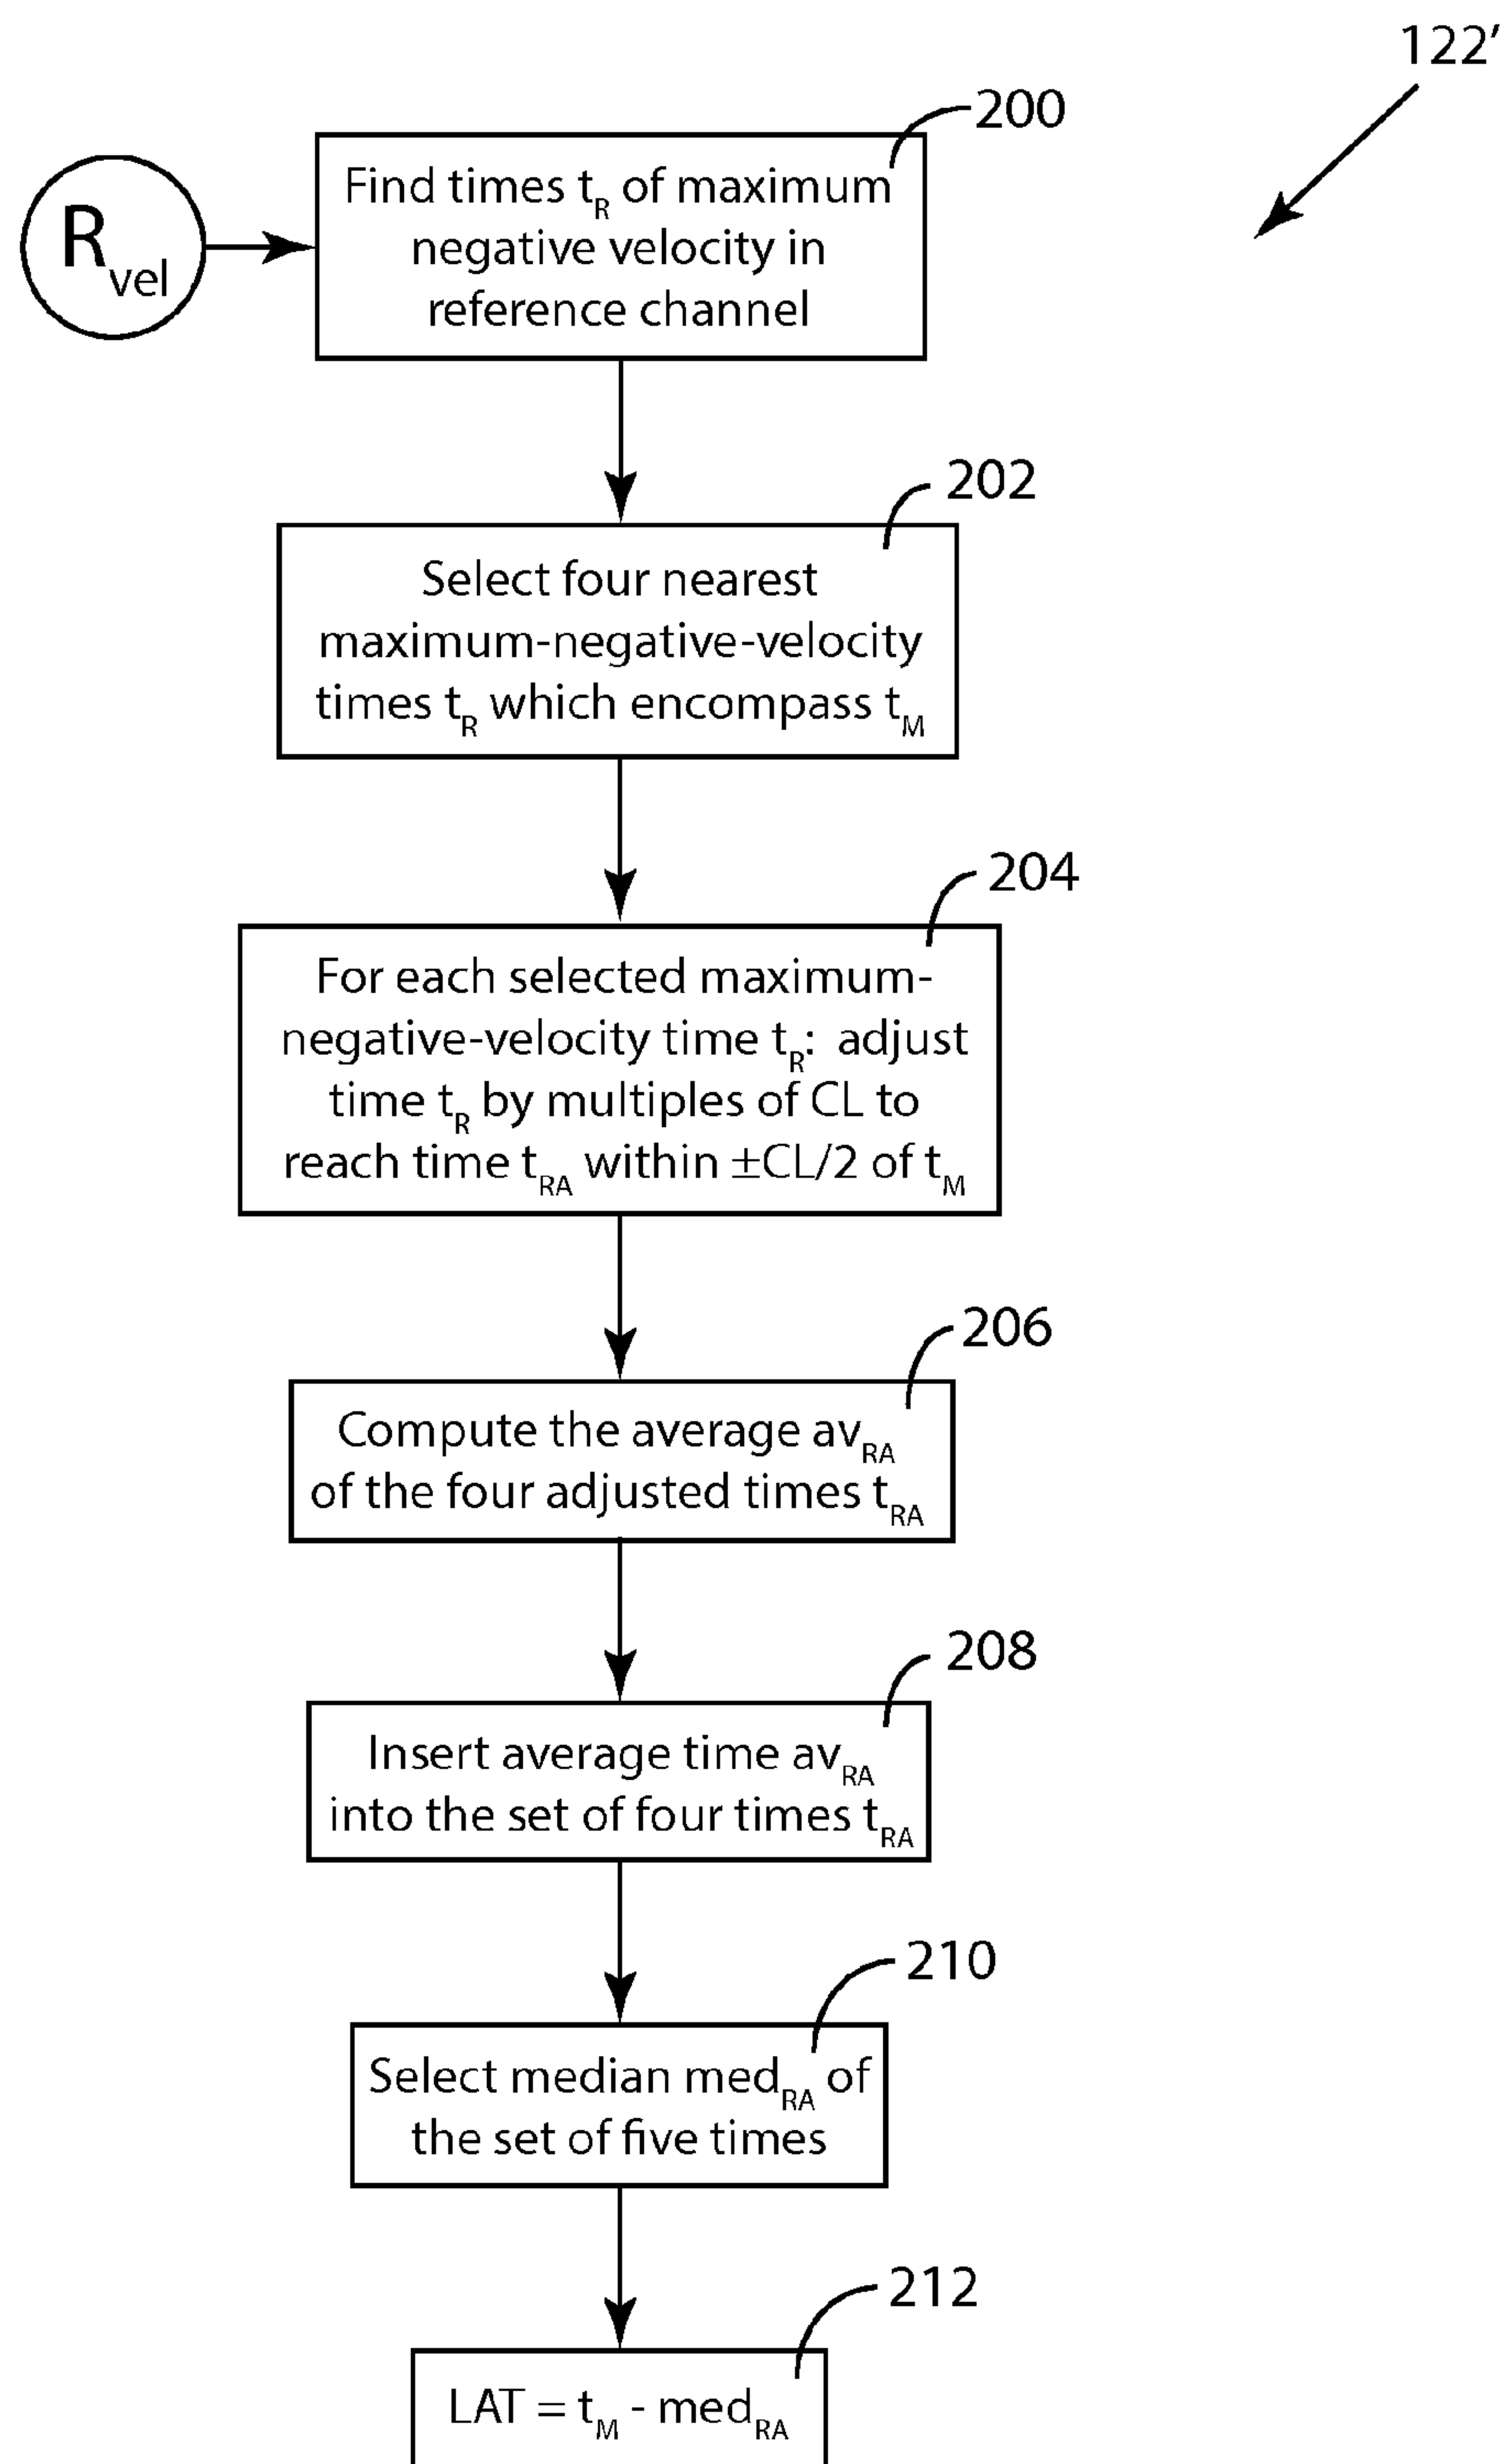 122’
200
R vel
Find times tR of maximum
negative velocity in
reference channel
202
Select four nearest
maximum-negative-velocity
times tR which encompass tM
204
For each selected maximum-
negative-velocity time tR: adjust
time tR by multiples of CL to
reach time tRA within ±CL/2 of tM
206
Compute the average avRA
of the four adjusted times tRA
208
Insert average time avRA
into the set of four times tRA
210
Select median medRA of
the set of five times
212
LAT = tM - medRA